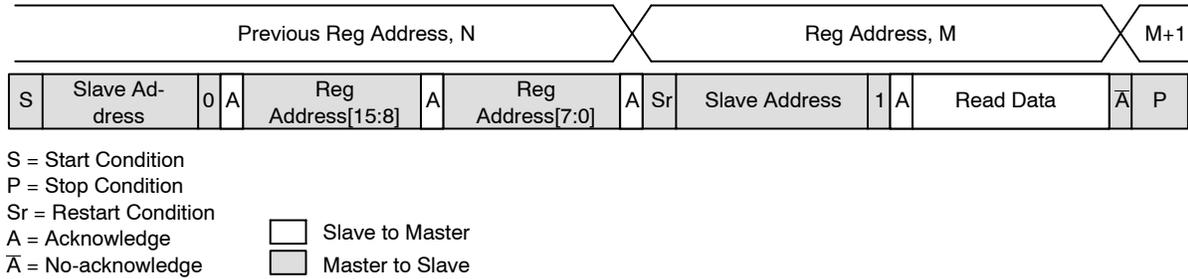 Previous Reg Address, N Reg Address, M M+1
S Slave Ad-
dress 0 A Reg
Address[15:8] A Reg
Address[7:0] A Sr Slave Address 1 A Read Data A̅ P
S = Start Condition
P = Stop Condition
Sr = Restart Condition
A = Acknowledge
A̅ = No-acknowledge
Slave to Master
Master to Slave